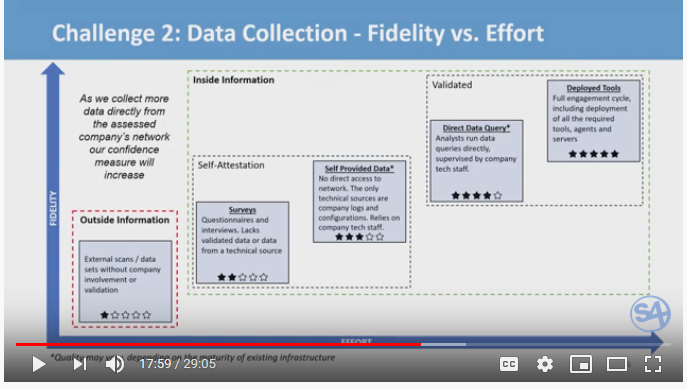 Challenge 2: Data Collection - Fidelity vs. Effort
As we collect more
data directly from
the assessed
company's network
our confidence
measure will
increase
FIDELITY
Outside Information
External scans / data
sets without company
involvement or
validation
Inside Information
Self-Attestation
Surveys
Questionnaires and
interviews. Lacks
validated data or data
from a technical source
Self Provided Data*
No direct access to
network. The only
technical sources are
company logs and
configurations. Relies on
company tech staff.
Validated
Direct Data Query*
Analysts run data
queries directly,
supervised by company
tech staff.
Deployed Tools
Full engagement cycle,
including deployment
of all the required
tools, agents and
servers
S4
EFFORT
*Quality may vary depending on the maturity of existing infrastructure
17:59 / 29:05
CC